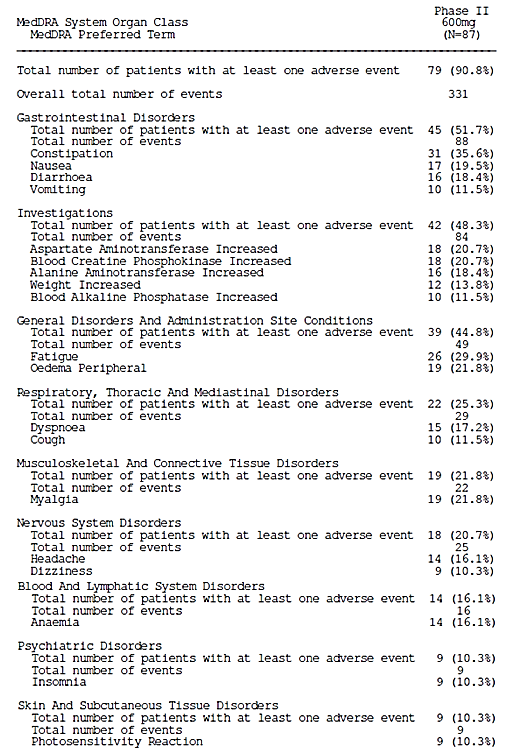 Phase II
MedDRA System Organ Class 600mg
MedDRA Preferred Term (N=87)
Total number of patients with at least one adverse event 79 (90.8%)
Overall total number of events 331
Gastrointestinal Disorders
Total number of patients with at least one adverse event 45 (51.7%)
Total number of events 88
Constipation 31 (35.6%)
Nausea 17 (19.5%)
Diarrhoea 16 (18.4%)
Vomiting 10 (11.5%)
Investigations
Total number of patients with at least one adverse event 42 (48.3%)
Total number of events 84
Aspartate Aminotransferase Increased 18 (20.7%)
Blood Creatine Phosphokinase Increased 18 (20.7%)
Alanine Aminotransferase Increased 16 (18.4%)
Weight Increased 12 (13.8%)
Blood Alkaline Phosphatase Increased 10 (11.5%)
General Disorders And Administration Site Conditions
Total number of patients with at least one adverse event 39 (44.8%)
Total number of events 49
Fatigue 26 (29.9%)
Oedema Peripheral 19 (21.8%)
Respiratory, Thoracic And Mediastinal Disorders
Total number of patients with at least one adverse event 22 (25.3%)
Total number of events 29
Dyspnoea 15 (17.2%)
Cough 10 (11.5%)
Musculoskeletal And Connective Tissue Disorders
Total number of patients with at least one adverse event 19 (21.8%)
Total number of events 22
Myalgia 19 (21.8%)
Nervous System Disorders
Total number of patients with at least one adverse event 18 (20.7%)
Total number of events 25
Headache 14 (16.1%)
Dizziness 9 (10.3%)
Blood And Lymphatic System Disorders
Total number of patients with at least one adverse event 14 (16.1%)
Total number of events 16
Anaemia 14 (16.1%)
Psychiatric Disorders
Total number of patients with at least one adverse event 9 (10.3%)
Total number of events 9
Insomnia 9 (10.3%)
Skin And Subcutaneous Tissue Disorders
Total number of patients with at least one adverse event 9 (10.3%)
Total number of events 9
Photosensitivity Reaction 9 (10.3%)